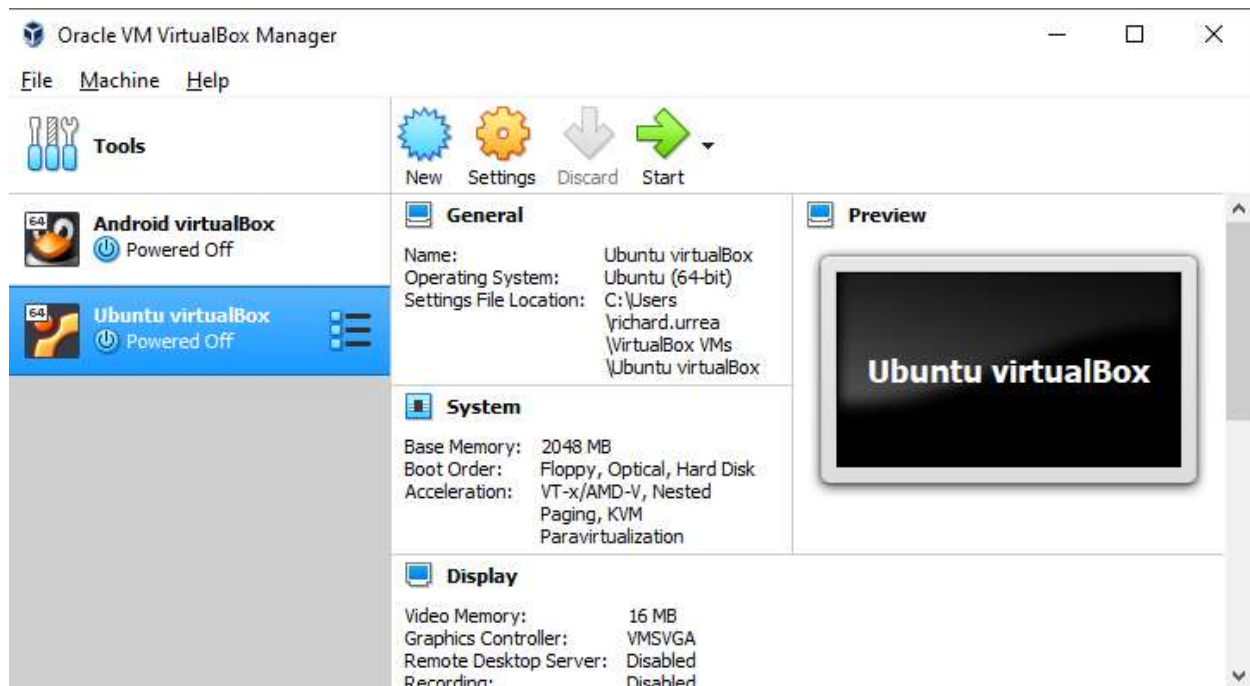 Oracle VM VirtualBox Manager
File Machine Help
Tools
New Settings Discard Start
64
Android virtualBox
Powered Off
64
Ubuntu virtualBox
Powered Off
General
Name: Ubuntu virtualBox
Operating System: Ubuntu (64-bit)
Settings File Location: C:\Users
\richard.urrea
\VirtualBox VMs
\Ubuntu virtualBox
System
Base Memory: 2048 MB
Boot Order: Floppy, Optical, Hard Disk
Acceleration: VT-x/AMD-V, Nested
Paging, KVM
Paravirtualization
Display
Video Memory: 16 MB
Graphics Controller: VMSVGA
Remote Desktop Server: Disabled
Recording: Disabled
Preview
Ubuntu virtualBox